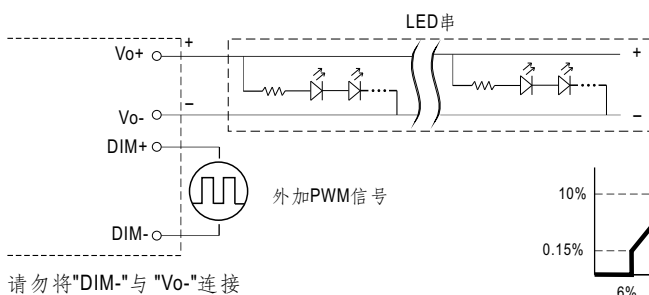 LED串
Vo+
+
+
−
Vo-
−
DIM+
外加PWM信号
10%
DIM-
0.15%
请勿将"DIM-"与 "Vo-"连接
6%